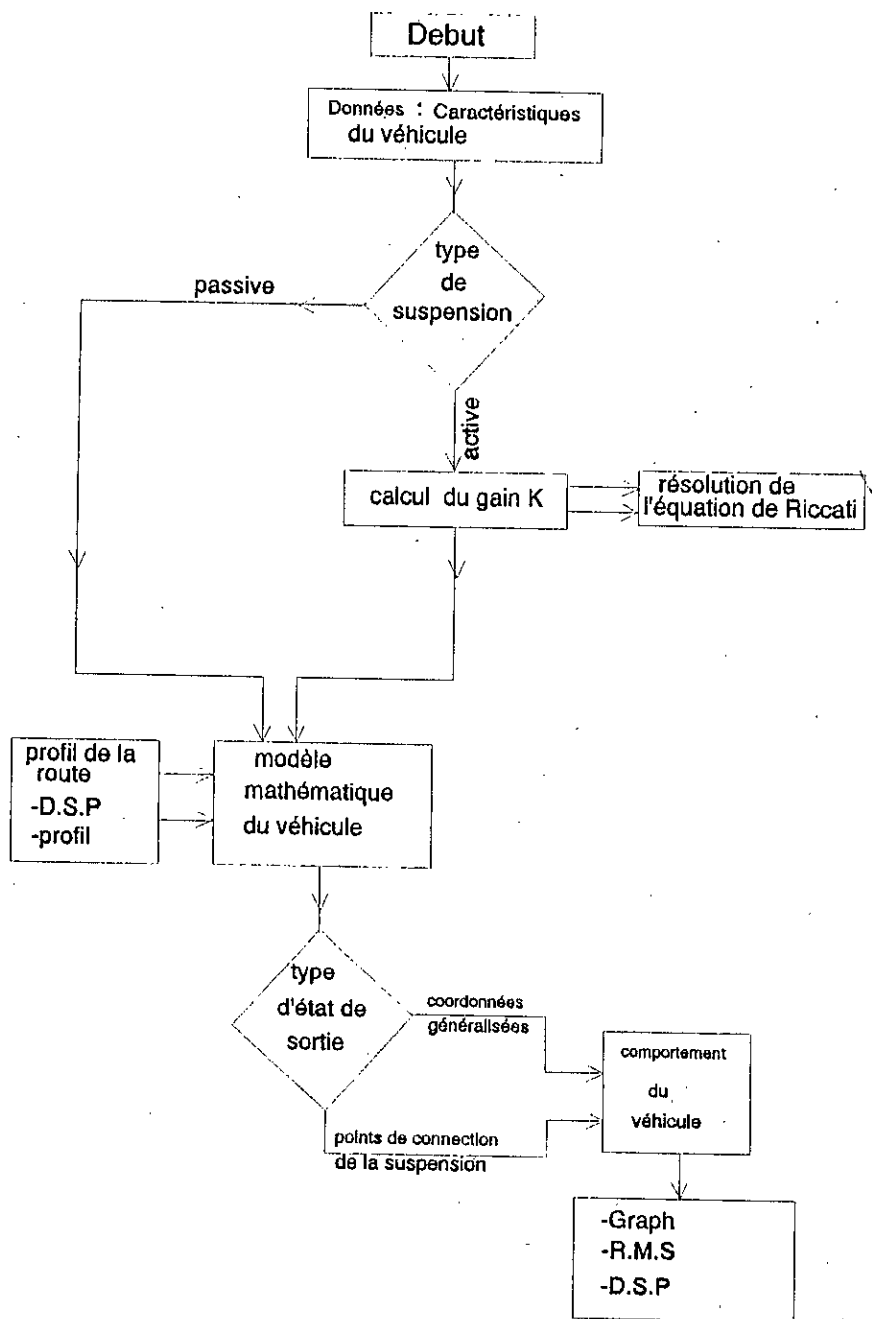 Debut
Données : Caractéristiques
du véhicule
type
de
suspension
passive
active
calcul du gain K
résolution de
l'équation de Riccati
profil de la
route
-D.S.P
-profil
modèle
mathématique
du véhicule
type
d'état de
sortie
coordonnées
généralisées
points de connection
de la suspension
comportement
du
véhicule
-Graph
-R.M.S
-D.S.P